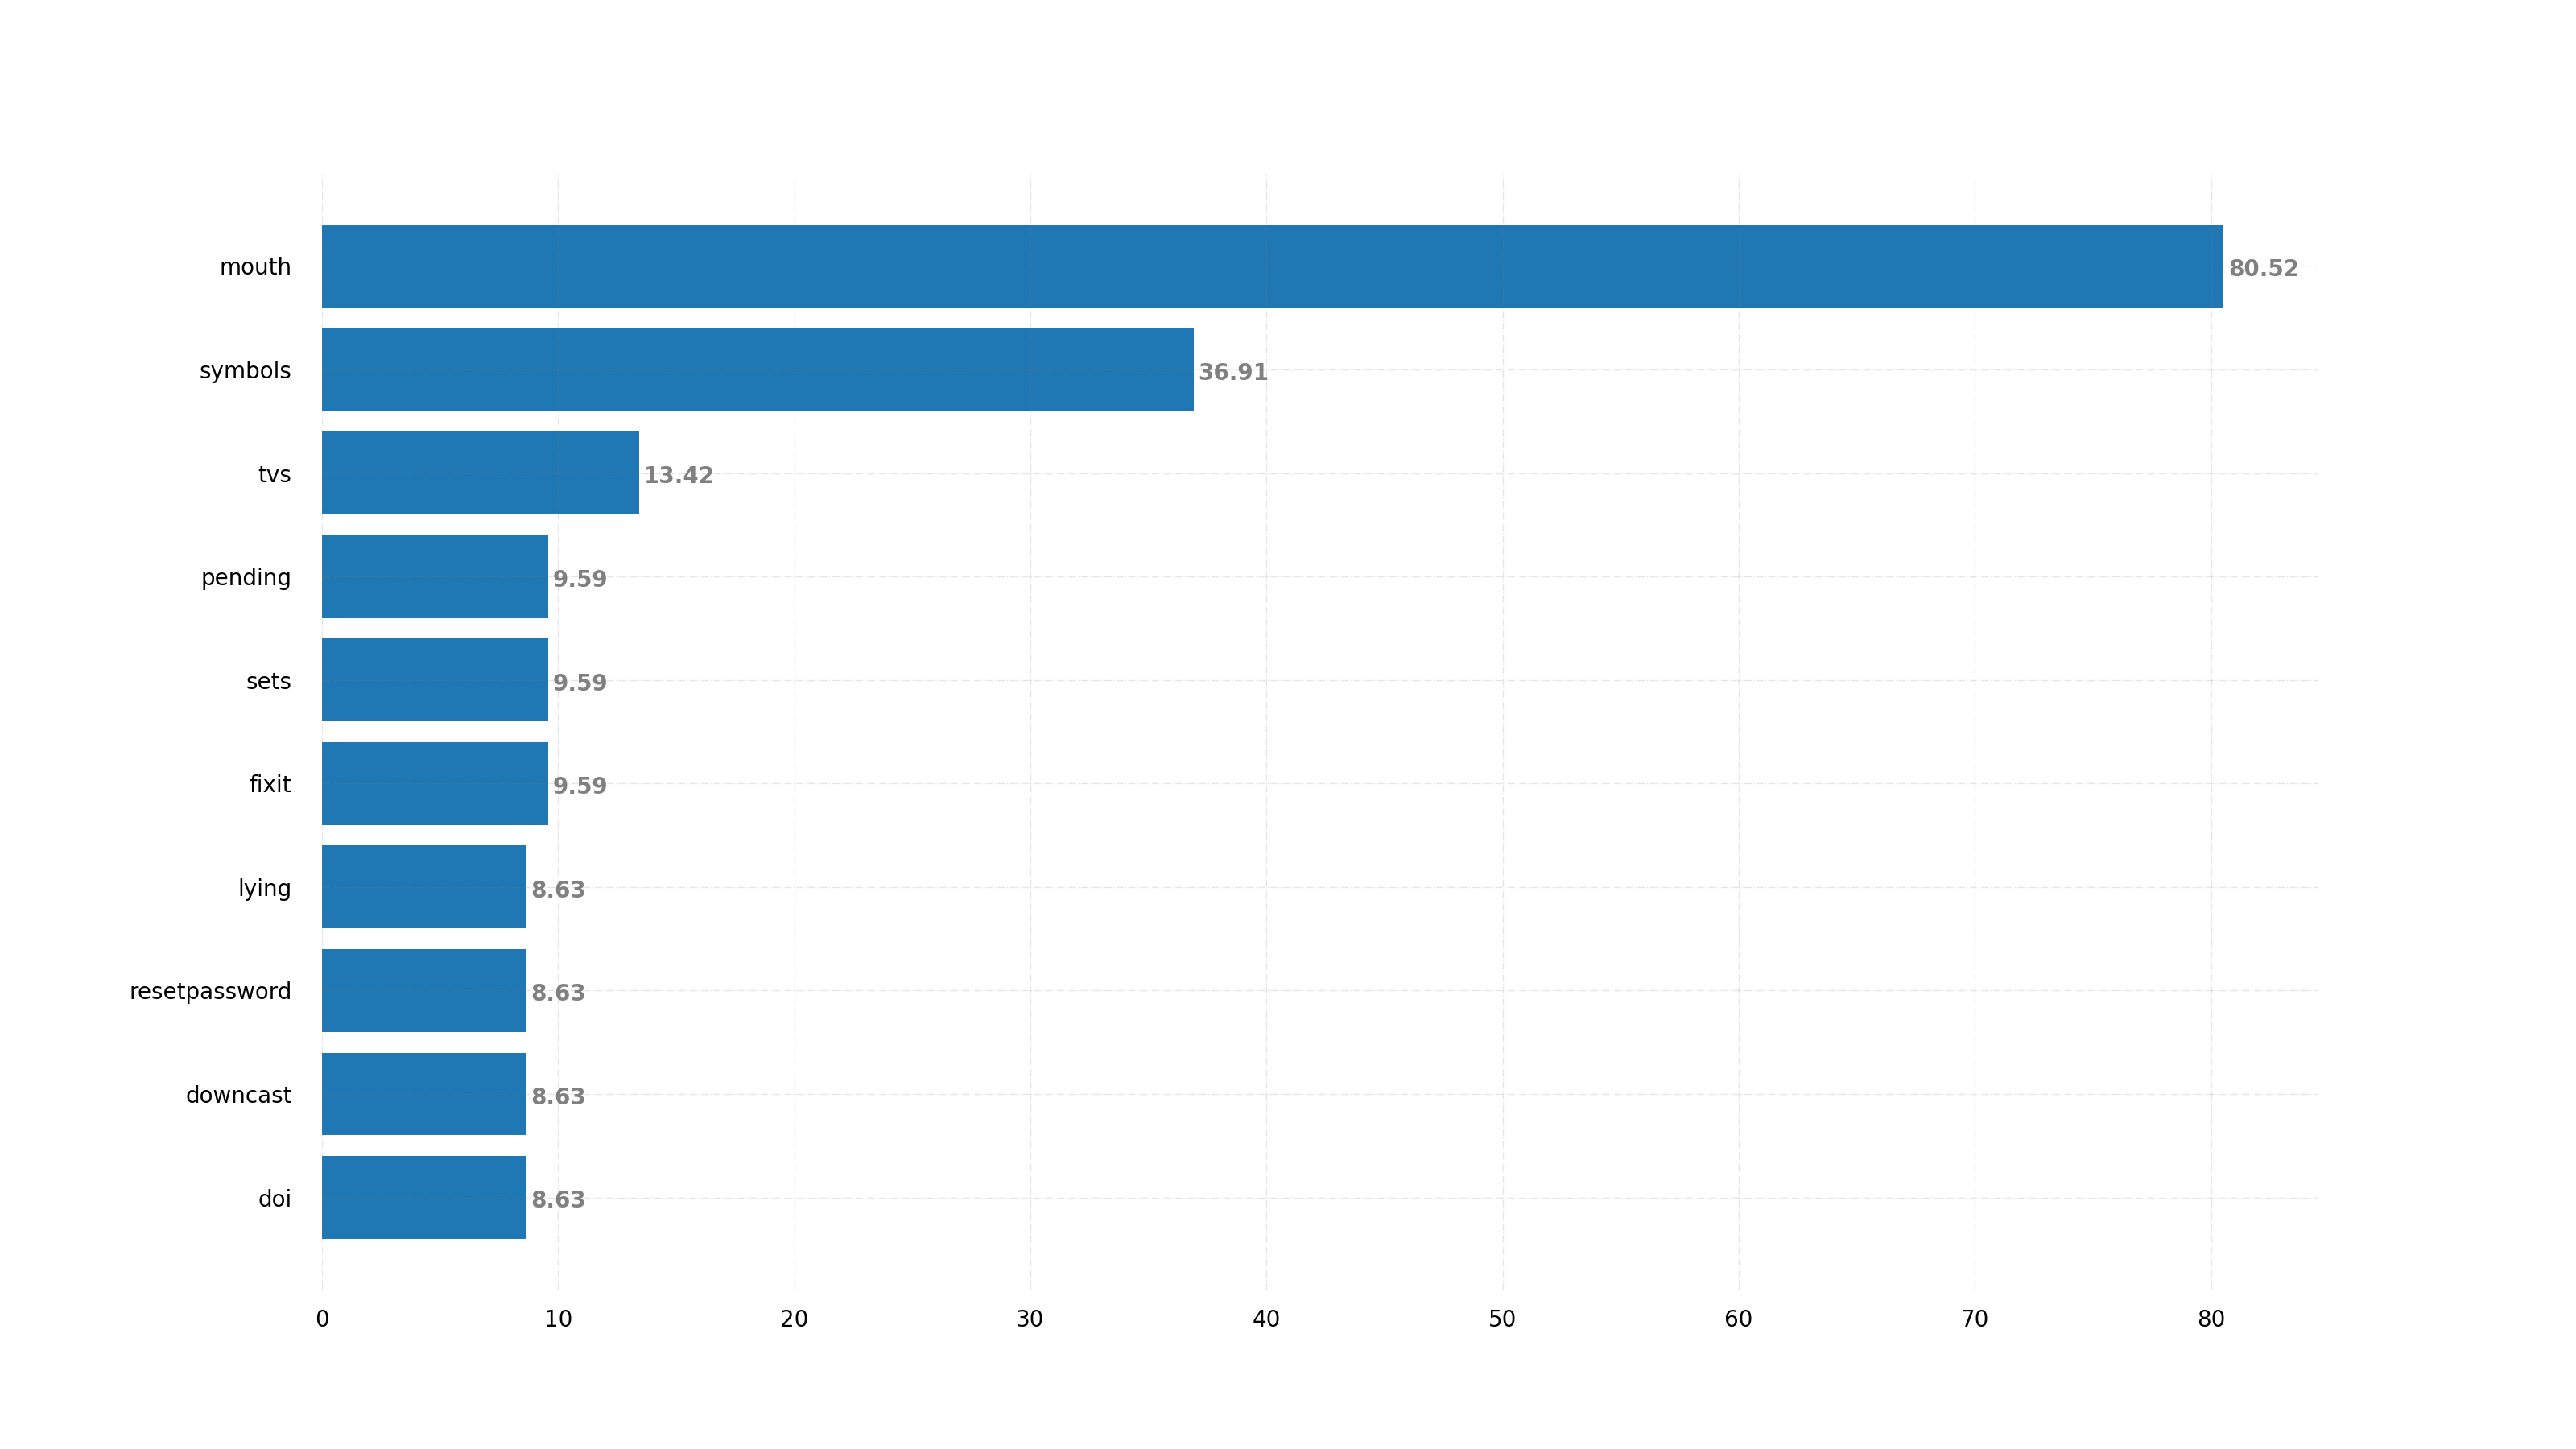 mouth 80.52
symbols 36.91
tvs 13.42
pending 9.59
sets 9.59
fixit 9.59
lying 8.63
resetpassword 8.63
downcast 8.63
doi 8.63
0 10 20 30 40 50 60 70 80